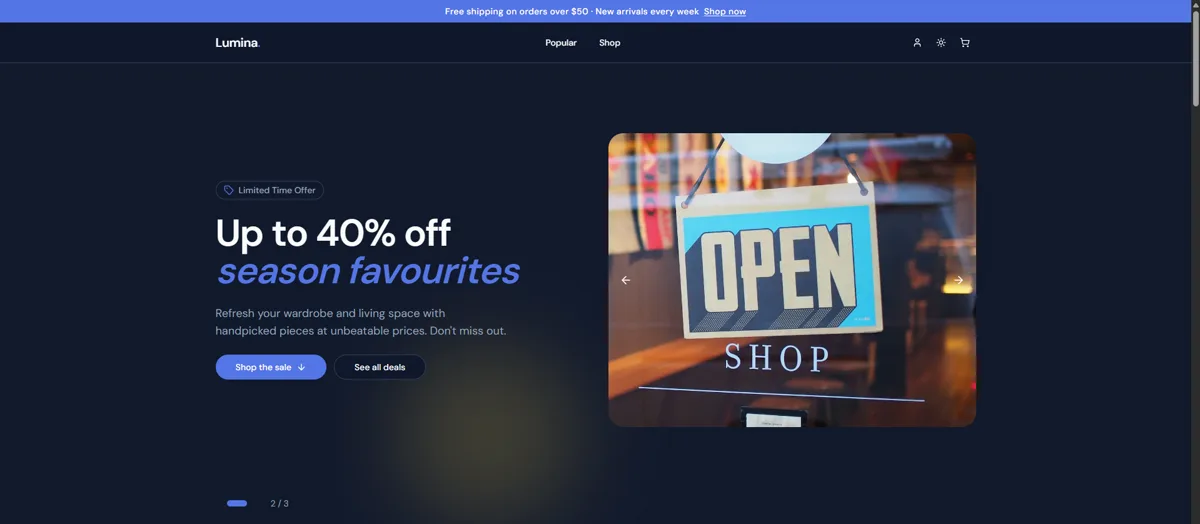 Free shipping on orders over $50 · New arrivals every week Shop now
Lumina.
Popular
Shop
Limited Time Offer
Up to 40% off
season favourites
Refresh your wardrobe and living space with
handpicked pieces at unbeatable prices. Don't miss out.
Shop the sale
See all deals
OPEN
SHOP
2 / 3